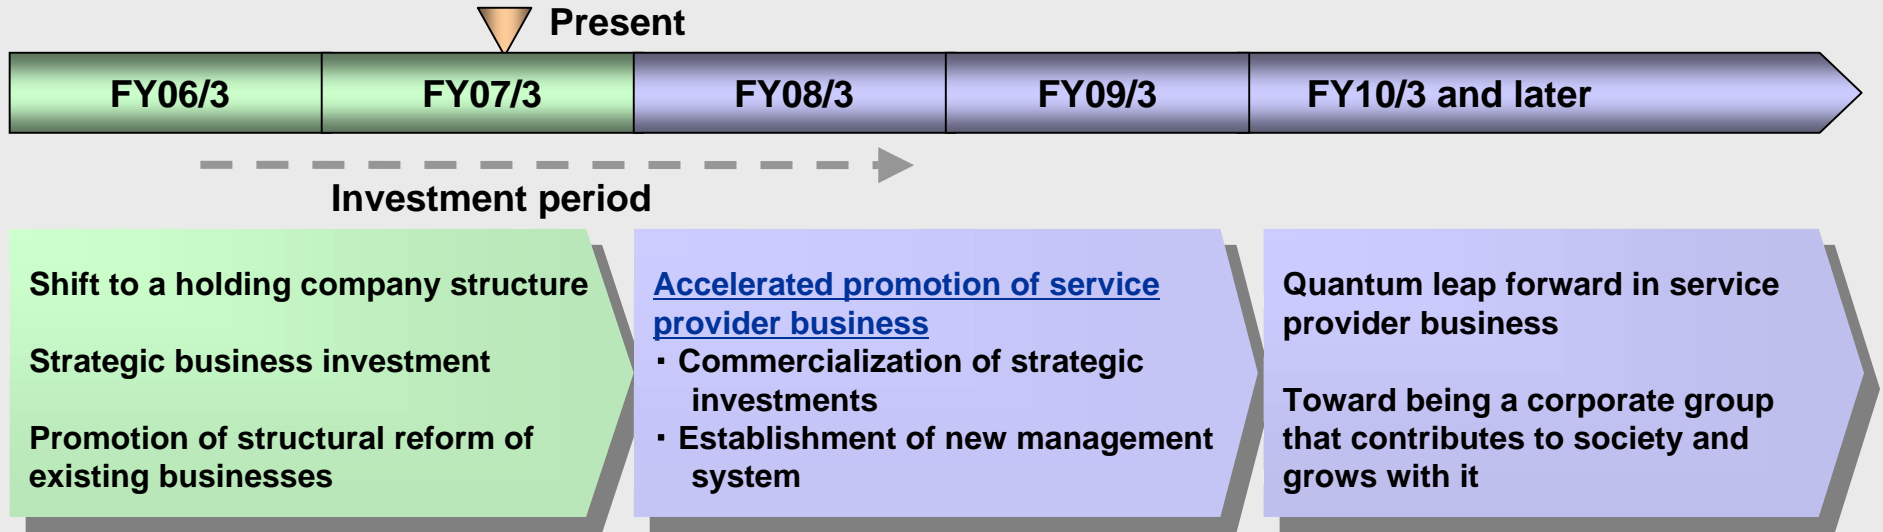 Present
FY06/3
FY07/3
FY08/3
FY09/3
FY10/3 and later
Investment period
Shift to a holding company structure
Strategic business investment
Promotion of structural reform of
existing businesses
Accelerated promotion of service
provider business
・Commercialization of strategic
investments
・Establishment of new management
system
Quantum leap forward in service
provider business
Toward being a corporate group
that contributes to society and
grows with it